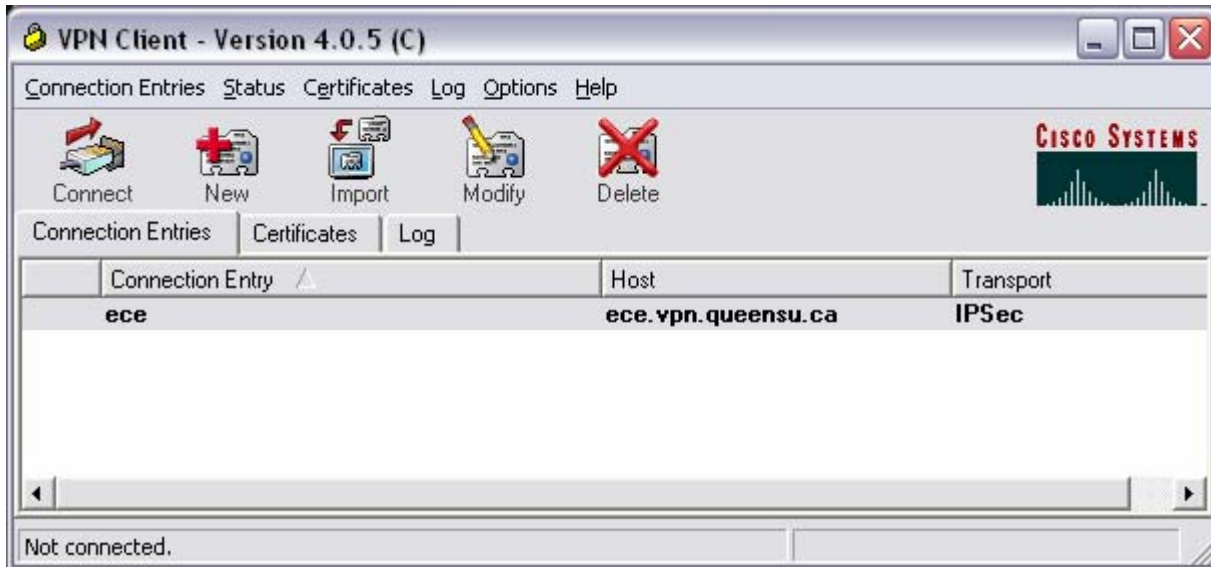 VPN Client - Version 4.0.5 (C)
Connection Entries Status Certificates Log Options Help
Connect New Import Modify Delete
CISCO SYSTEMS
Connection Entries Certificates Log
Connection Entry Host Transport
ece ece.vpn.queensu.ca IPSec
Not connected.